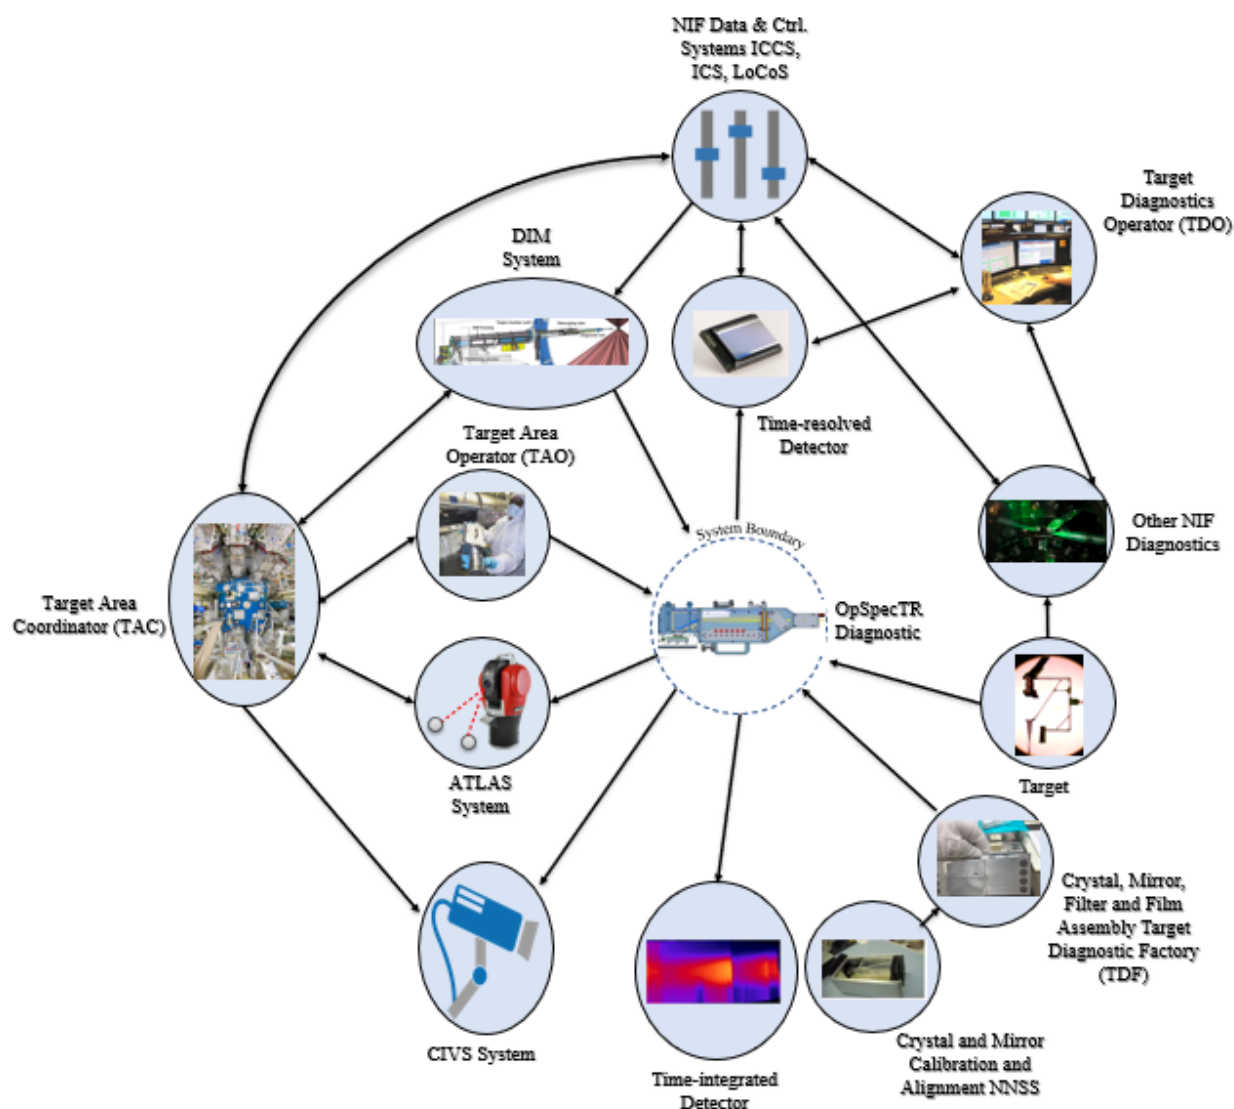 NIF Data & Ctrl.
Systems ICCS,
ICS, LoCoS
Target
Diagnostics
Operator (TDO)
DIM
System
Time-resolved
Detector
Target Area
Operator (TAO)
System Boundary
Other NIF
Diagnostics
OpSpecTR
Diagnostic
Target Area
Coordinator (TAC)
ATLAS
System
Target
Crystal, Mirror,
Filter and Film
Assembly Target
Diagnostic Factory
(TDF)
CIVS System
Time-integrated
Detector
Crystal and Mirror
Calibration and
Alignment NNSS